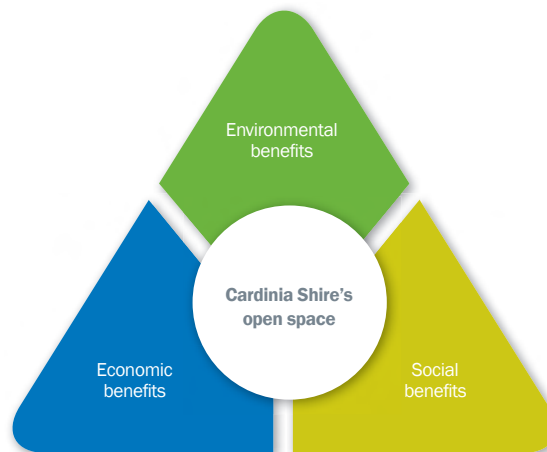 Environmental
benefits
Cardinia Shire's
open space
Economic
benefits
Social
benefits